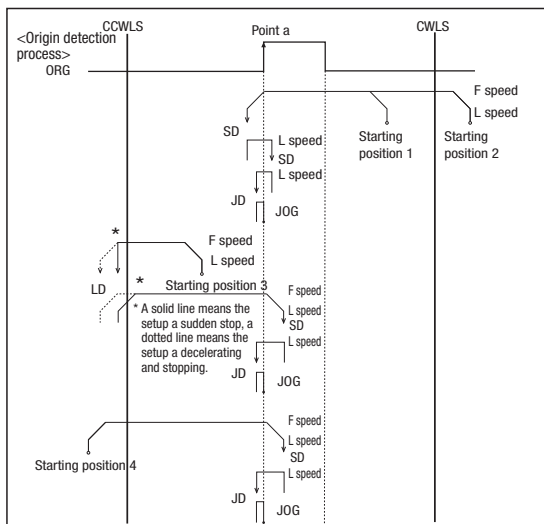 CCWLS
Point a
CWLS
<Origin detection
process>
ORG
F speed
L speed
SD
L speed
SD
Starting
position 1
Starting
position 2
L speed
JD
JOG
*
F speed
L speed
LD
*
Starting position 3
F speed
* A solid line means the
setup a sudden stop, a
dotted line means the
setup a decelerating
and stopping.
L speed
SD
L speed
JD
JOG
F speed
L speed
SD
Starting position 4
L speed
JD
JOG